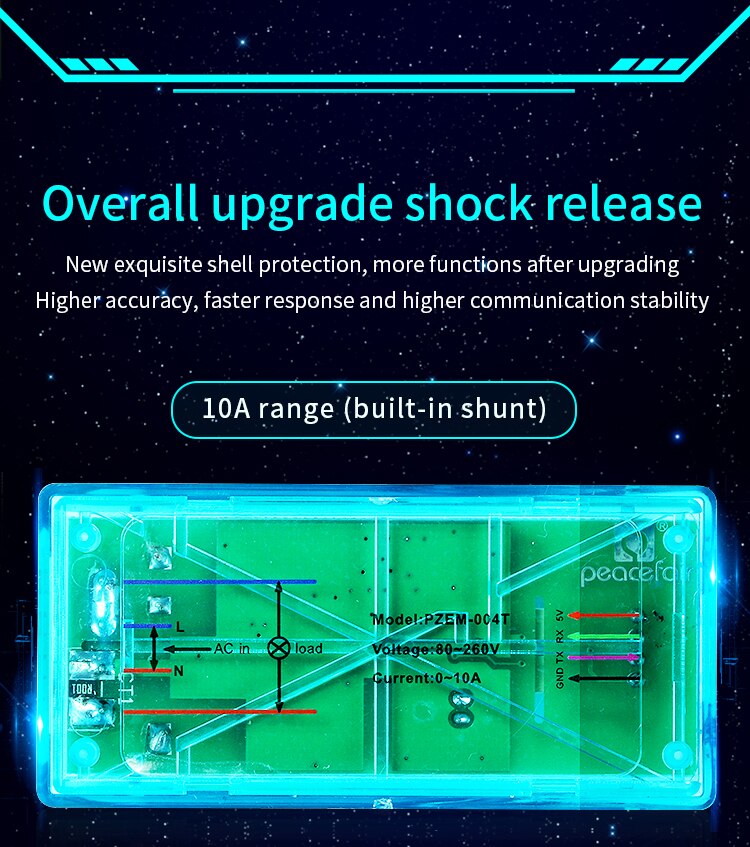 Overall upgrade shock release
New exquisite shell protection, more functions after upgrading
Higher accuracy, faster response and higher communication stability
10A range (built-in shunt)
peacefair®
L
AC in
N
load
Model:PZEM-004T
Voltage:80~260V
Current:0~10A
5V
RX
TX
GND
R001